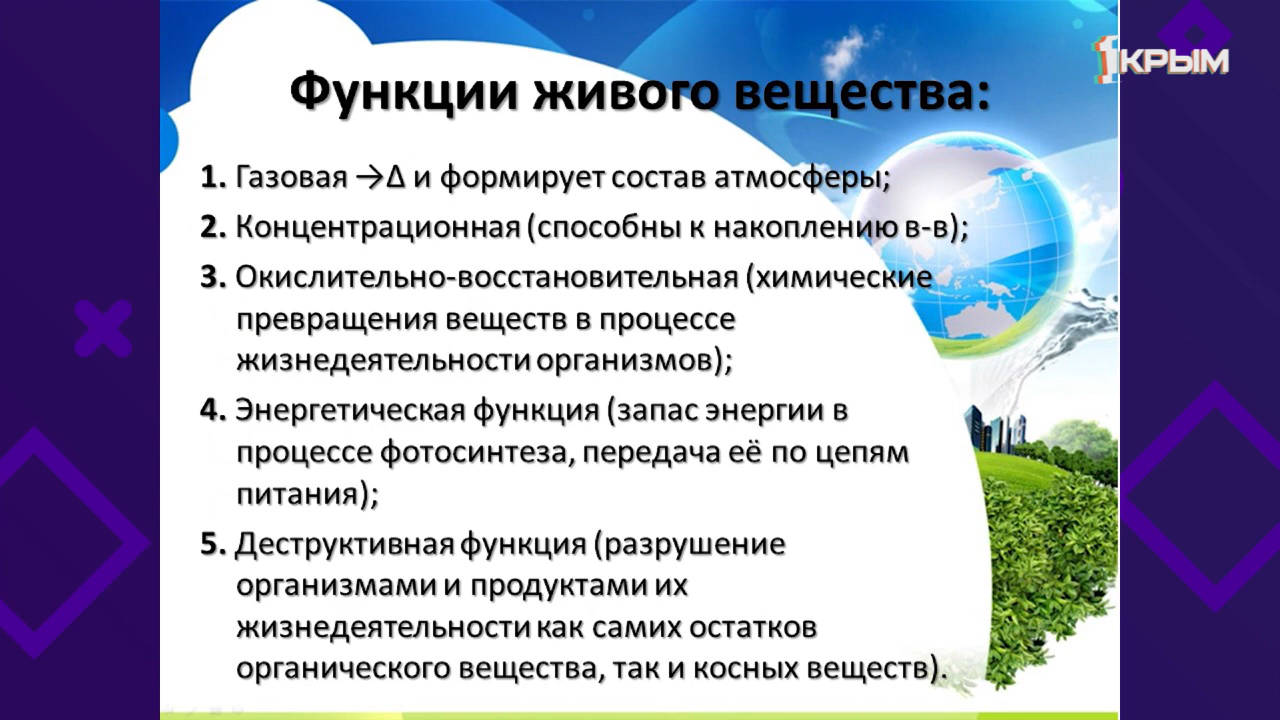 1КРЫМ
Функции живого вещества:
1. Газовая →Δ и формирует состав атмосферы;
2. Концентрационная (способны к накоплению в-в);
3. Окислительно-восстановительная (химические
превращения веществ в процессе
жизнедеятельности организмов);
4. Энергетическая функция (запас энергии в
процессе фотосинтеза, передача её по цепям
питания);
5. Деструктивная функция (разрушение
организмами и продуктами их
жизнедеятельности как самих остатков
органического вещества, так и косных веществ).